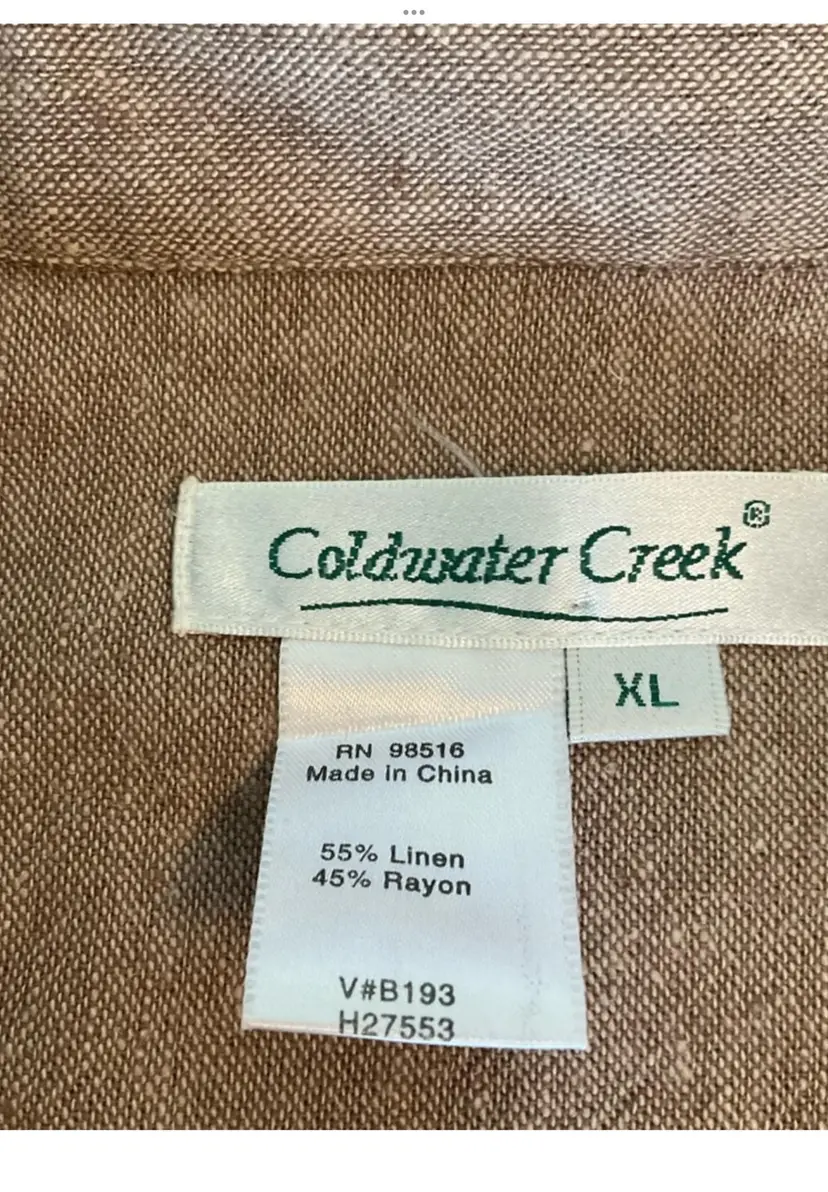 Coldwater Creek®
XL
RN 98516
Made in China
55% Linen
45% Rayon
V#B193
H27553